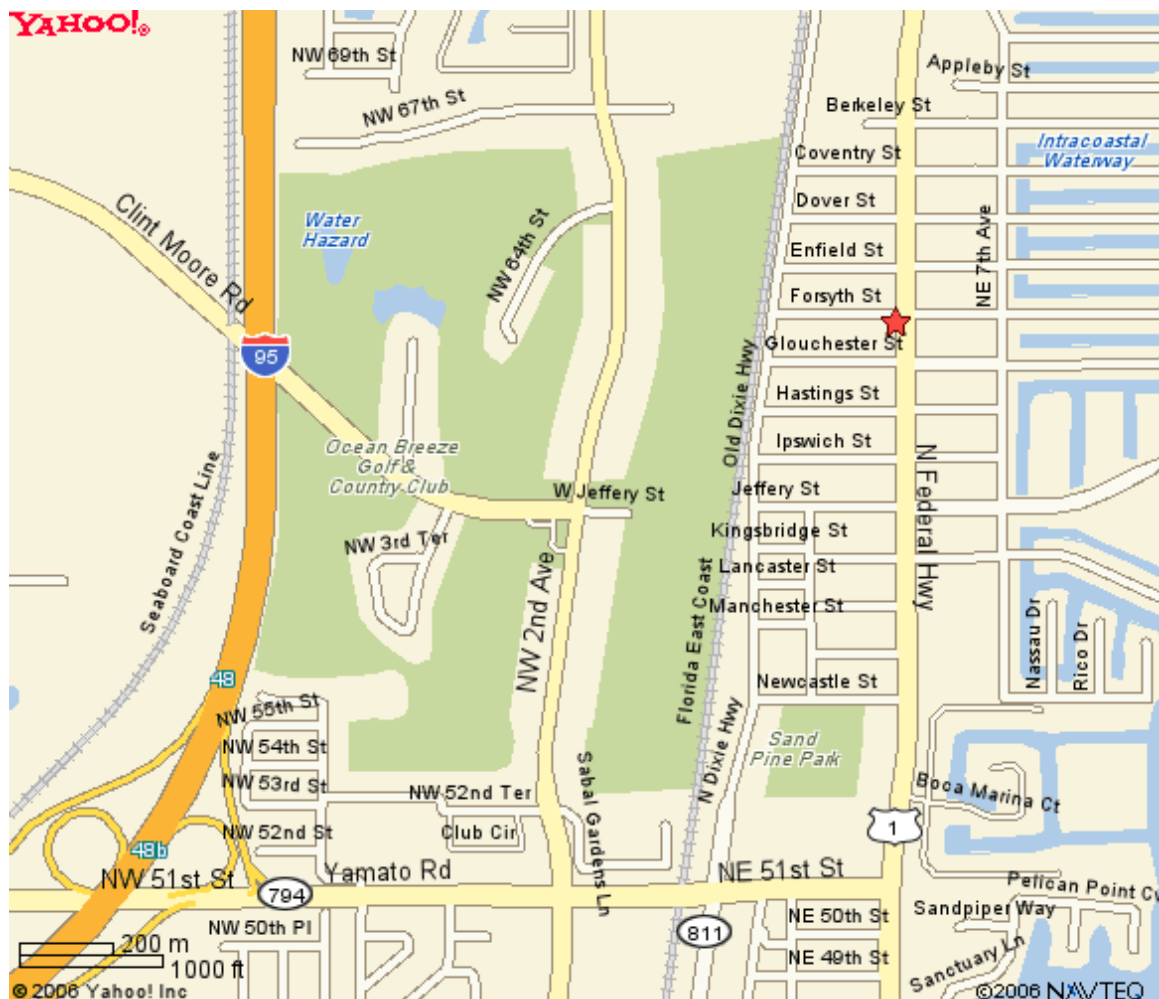 YAHOO!®
NW 69th St
Appleby St
NW 67th St
Berkeley St
Coventry St
Intracoastal
Waterway
Dover St
Clint Moore Rd
Water
Hazard
NW 64th St
NE 7th Ave
Enfield St
Forsyth St
Glouchester St
95
Old Dixie Hwy
Hastings St
Ocean Breeze
Golf &
Country Club
Ipswich St
N Federal Hwy
Seaboard Coast Line
W Jeffery St
Jeffery St
NW 3rd Ter
Kingsbridge St
NW 2nd Ave
Lancaster St
Florida East Coast
Manchester St
Nassau Dr
Rico Dr
48
Newcastle St
NW 55th St
NW 54th St
Sand
Pine Park
N Dixie Hwy
NW 53rd St
NW 52nd Ter
Sabal Gardens Ln
Boca Marina Ct
NW 52nd St
Club Cir
1
48b
NW 51st St
Yamato Rd
NE 51st St
794
Pelican Point Cv
NW 50th Pl
811
NE 50th St
Sandpiper Way
200 m
1000 ft
NE 49th St
Sanctuary Ln
© 2006 Yahoo! Inc
©2006 NAVTEQ